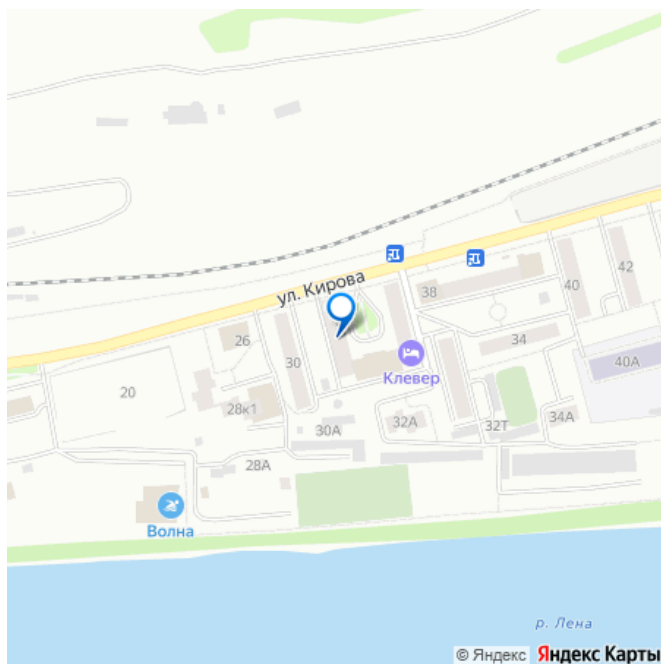 ул. Кирова
38
40
42
26
30
34
40А
Клевер
20
28к1
30А
32А
32Т
34А
28А
Волна
р. Лена
© Яндекс Яндекс Карты